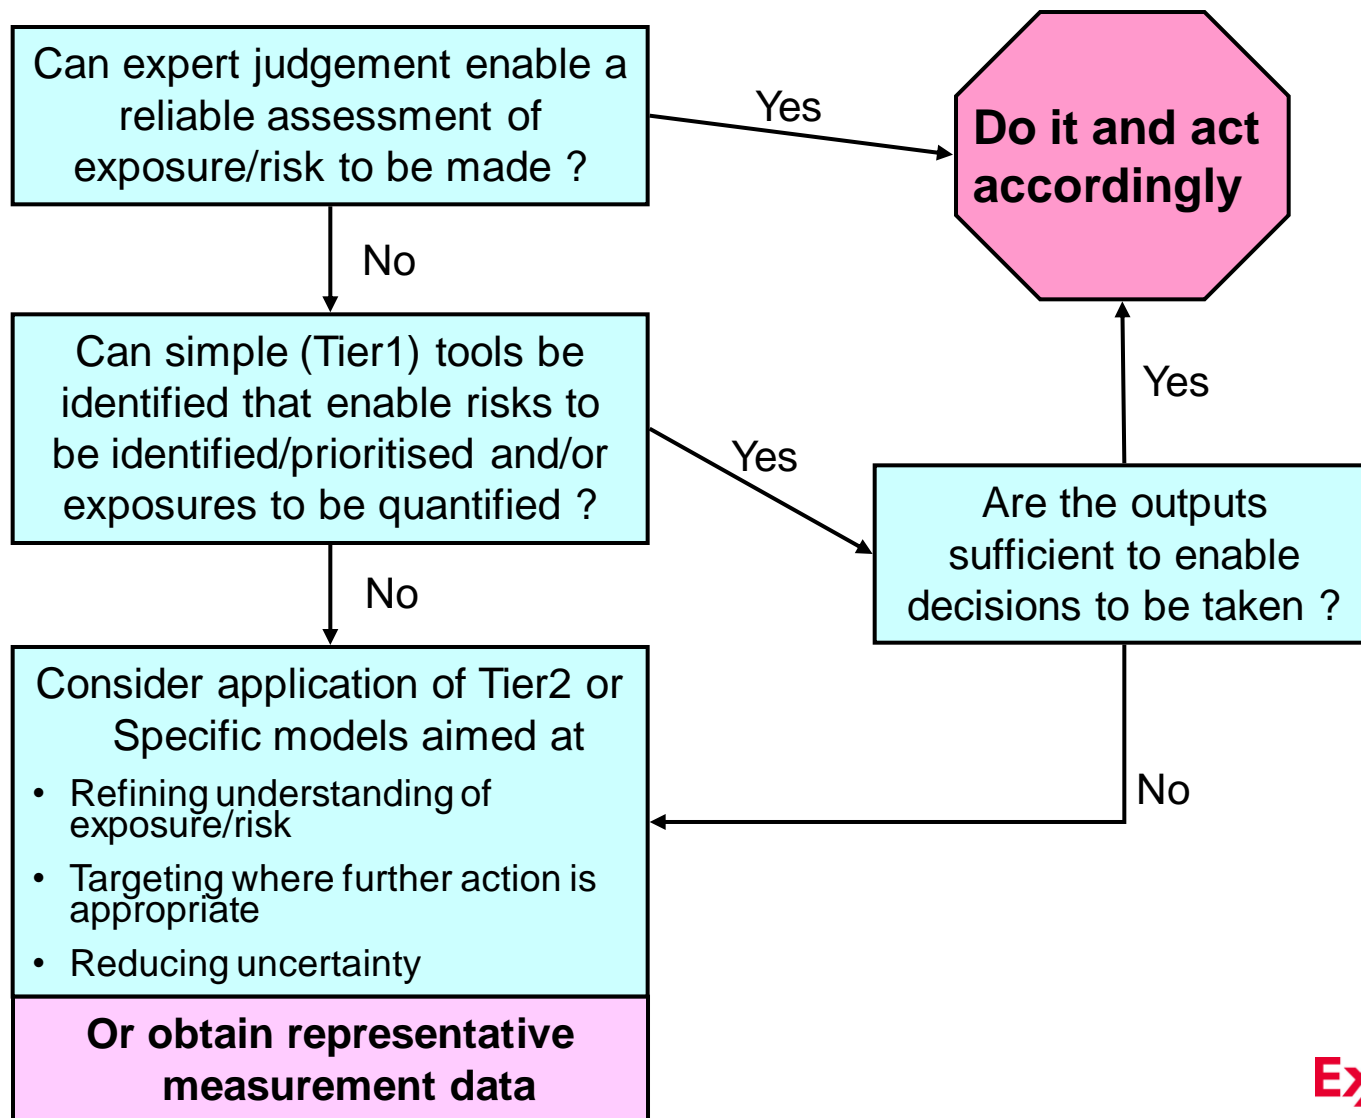 Can expert judgement enable a
reliable assessment of
exposure/risk to be made ?
Yes
Do it and act
accordingly
No
Can simple (Tier1) tools be
identified that enable risks to
be identified/prioritised and/or
exposures to be quantified ?
Yes
Yes
Are the outputs
sufficient to enable
decisions to be taken ?
No
Consider application of Tier2 or
Specific models aimed at
• Refining understanding of
exposure/risk
• Targeting where further action is
appropriate
• Reducing uncertainty
No
Or obtain representative
measurement data